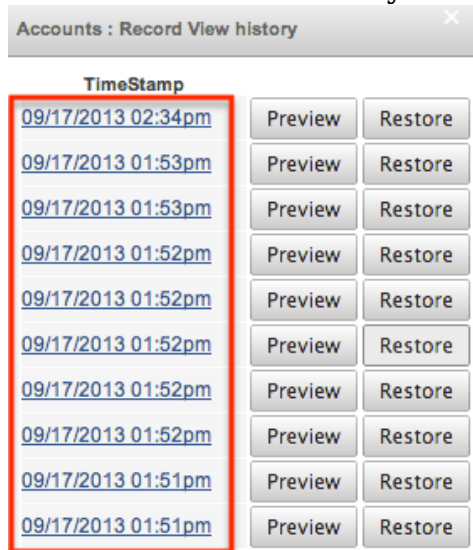 Accounts : Record View history
TimeStamp
09/17/2013 02:34pm Preview Restore
09/17/2013 01:53pm Preview Restore
09/17/2013 01:53pm Preview Restore
09/17/2013 01:52pm Preview Restore
09/17/2013 01:52pm Preview Restore
09/17/2013 01:52pm Preview Restore
09/17/2013 01:52pm Preview Restore
09/17/2013 01:52pm Preview Restore
09/17/2013 01:51pm Preview Restore
09/17/2013 01:51pm Preview Restore